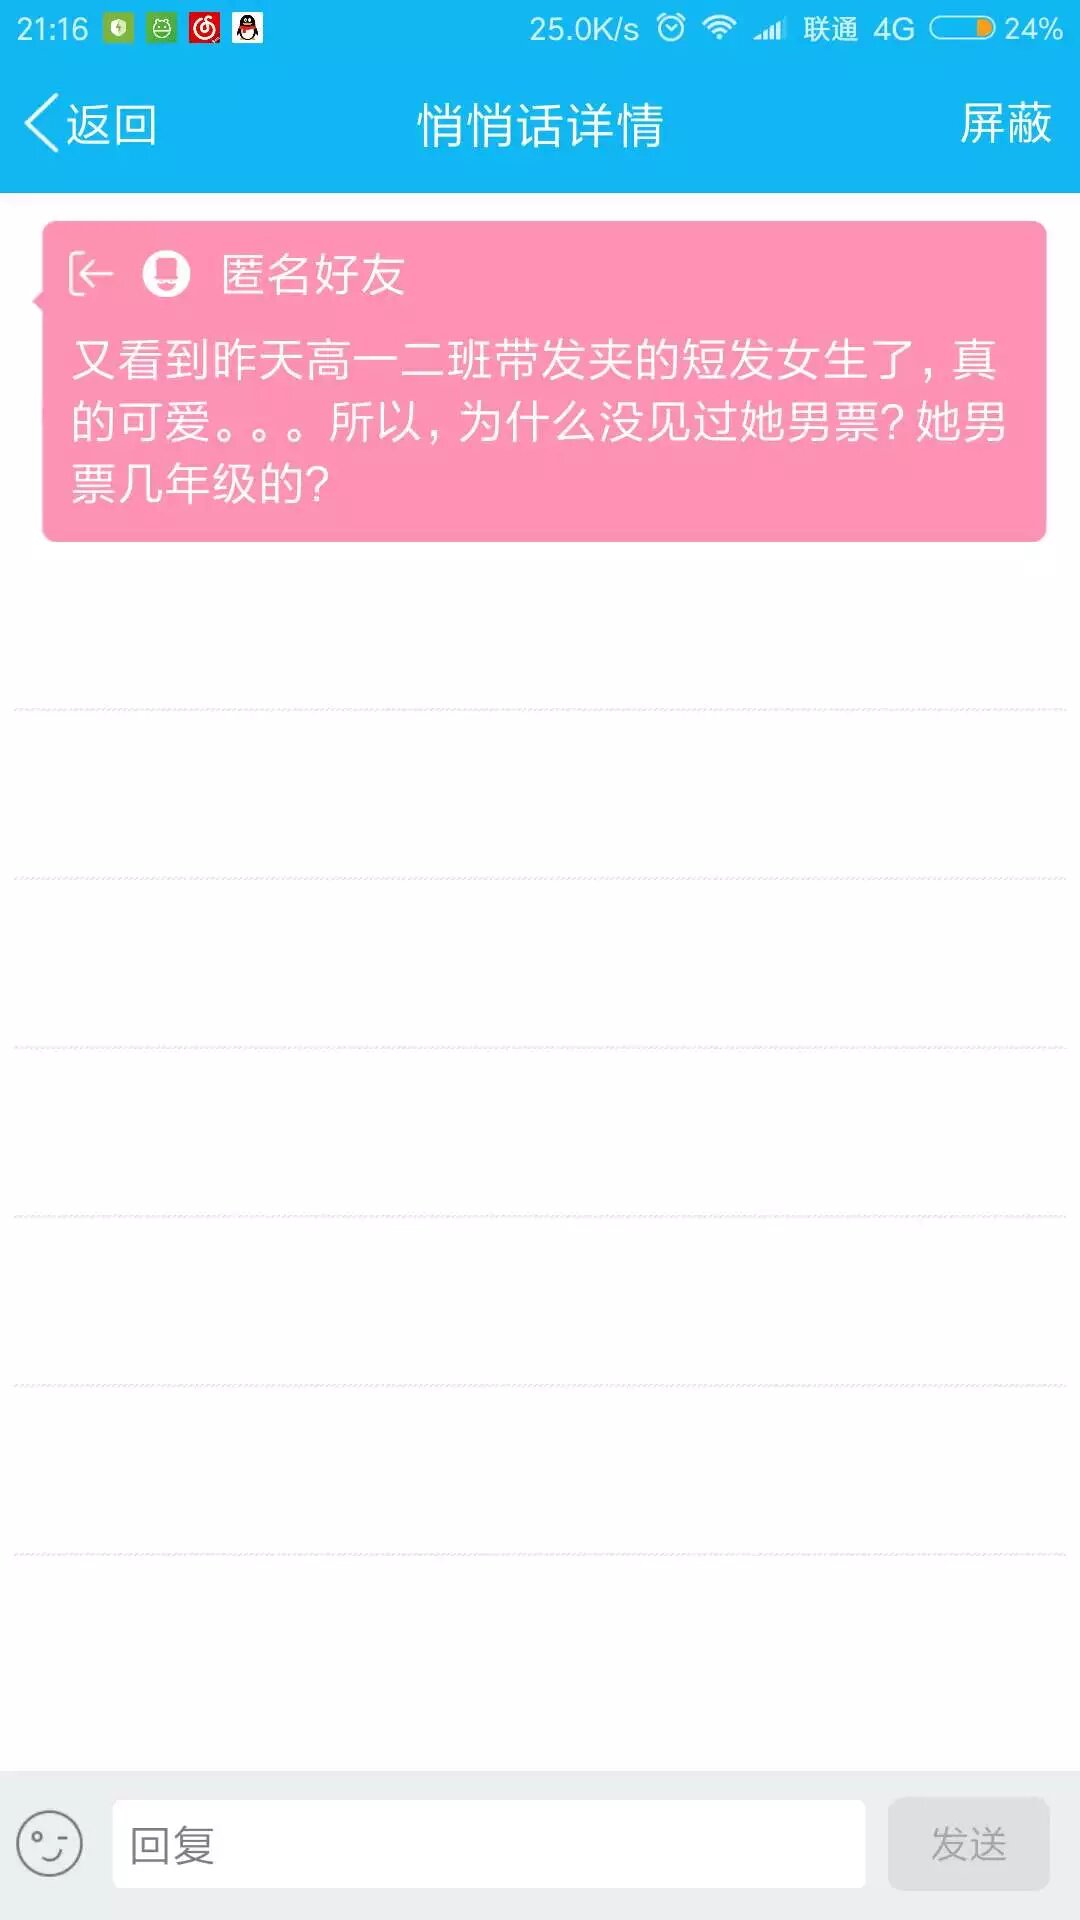 21:16 25.0K/s 联通 4G 24%
返回 悄悄话详情 屏蔽
匿名好友
又看到昨天高一二班带发夹的短发女生了，真
的可爱。。。所以，为什么没见过她男票？她男
票几年级的？
回复 发送